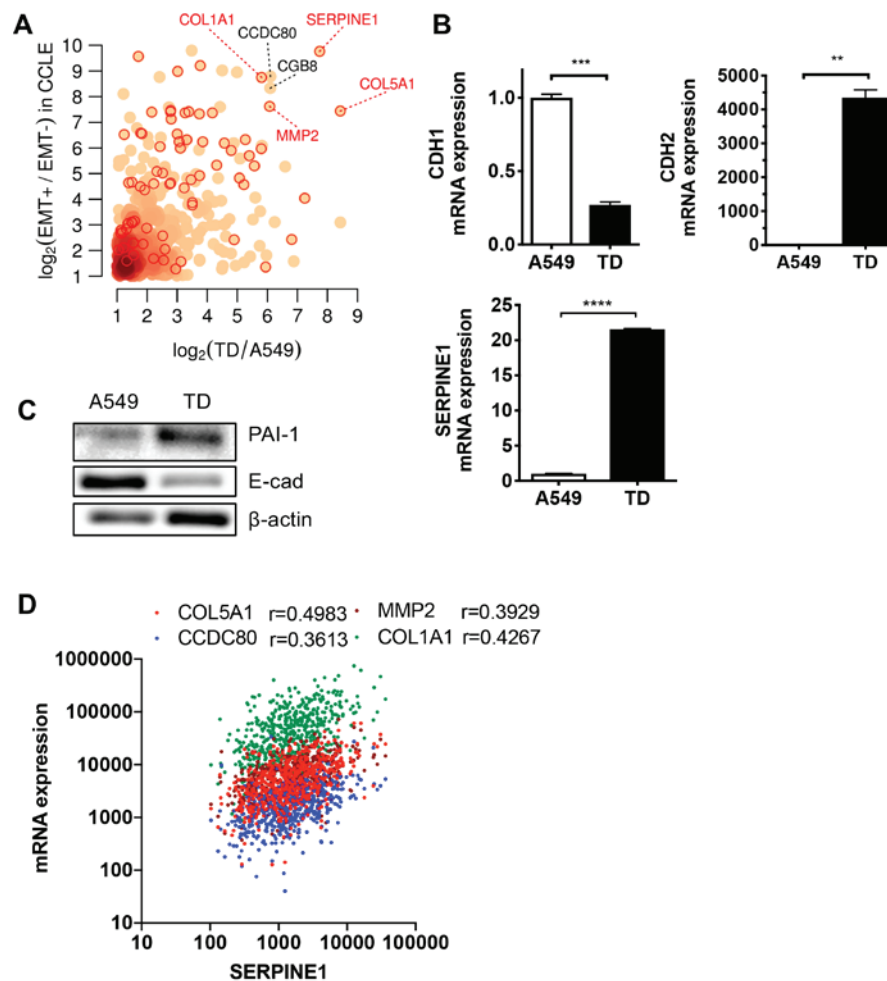 A
COL1A1
SERPINE1
CCDC80
CGB8
COL5A1
MMP2
log2(EMT+ / EMT-) in CCLE
10
9
8
7
6
5
4
3
2
1
1 2 3 4 5 6 7 8 9
log2(TD/A549)
B
***
CDH1
mRNA expression
1.0
0.5
0.0
A549 TD
**
CDH2
mRNA expression
5000
4000
3000
2000
1000
0
A549 TD
****
SERPINE1
mRNA expression
25
20
15
10
5
0
A549 TD
C
A549 TD
PAI-1
E-cad
β-actin
D
COL5A1 r=0.4983 MMP2 r=0.3929
CCDC80 r=0.3613 COL1A1 r=0.4267
mRNA expression
1000000
100000
10000
1000
100
10
10 100 1000 10000 100000
SERPINE1